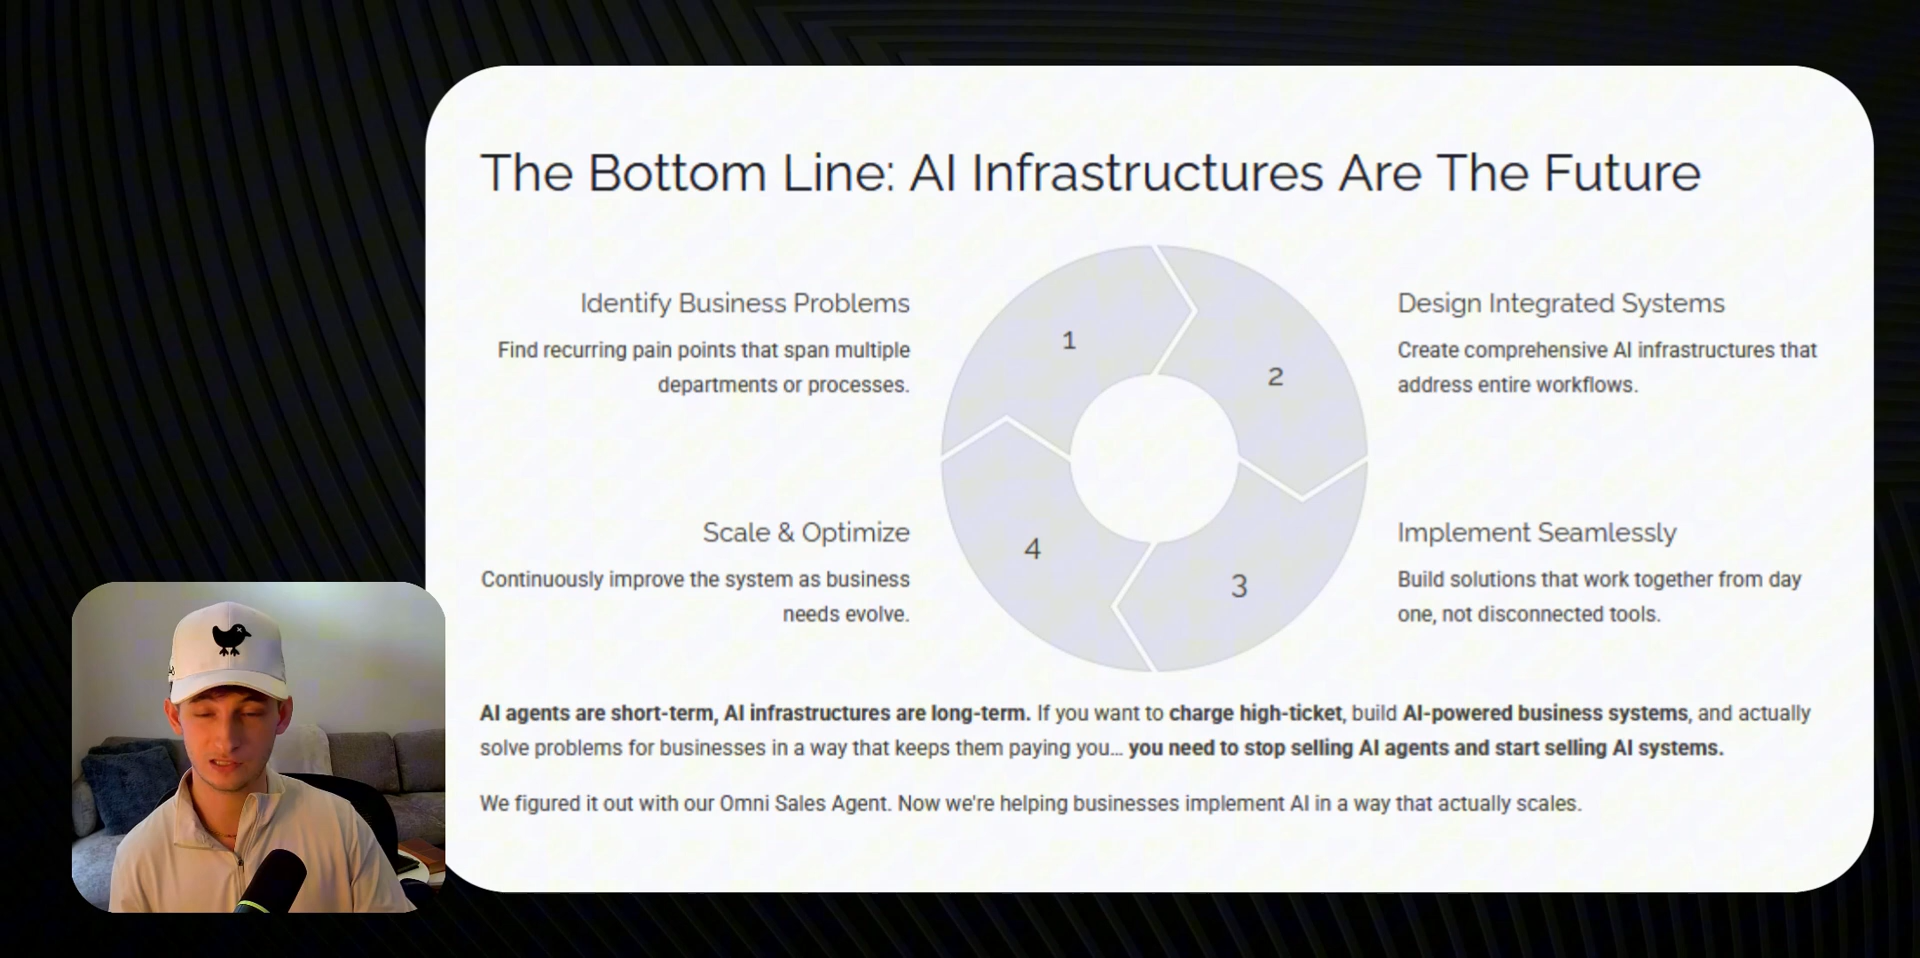 The Bottom Line: AI Infrastructures Are The Future
Identify Business Problems
Find recurring pain points that span multiple
departments or processes.
1
2
Design Integrated Systems
Create comprehensive AI infrastructures that
address entire workflows.
Scale & Optimize
Continuously improve the system as business
needs evolve.
4
3
Implement Seamlessly
Build solutions that work together from day
one, not disconnected tools.
AI agents are short-term, AI infrastructures are long-term. If you want to charge high-ticket, build AI-powered business systems, and actually
solve problems for businesses in a way that keeps them paying you... you need to stop selling AI agents and start selling AI systems.
We figured it out with our Omni Sales Agent. Now we're helping businesses implement AI in a way that actually scales.